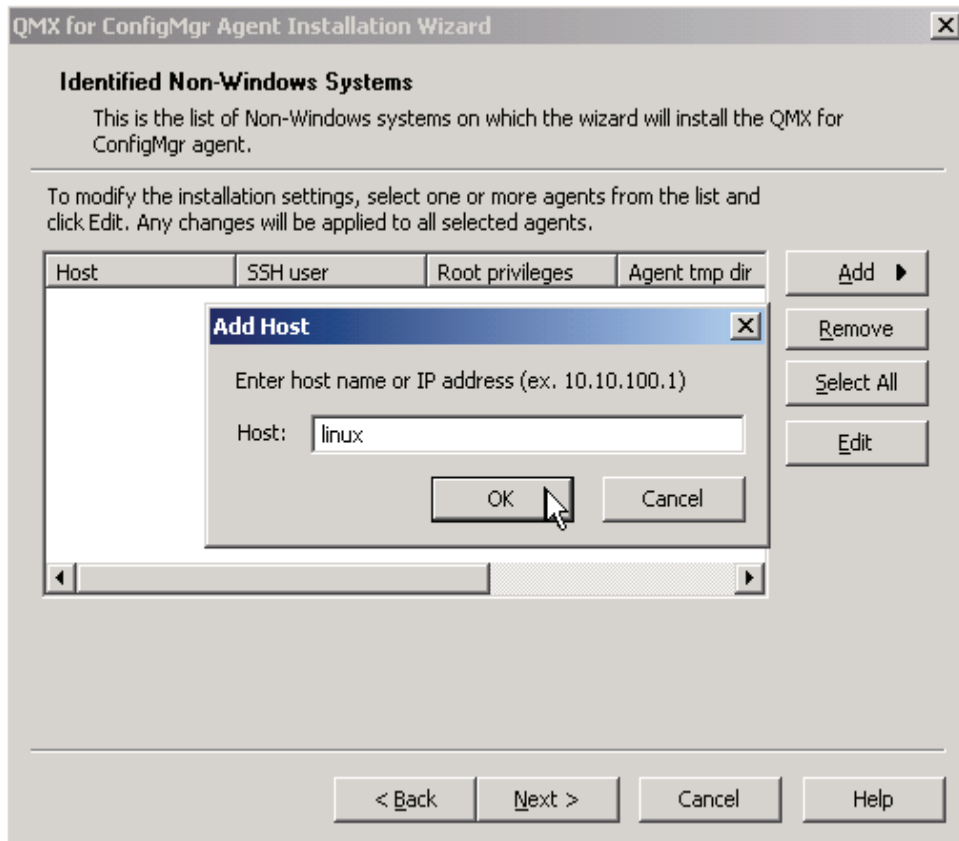 QMX for ConfigMgr Agent Installation Wizard
Identified Non-Windows Systems
This is the list of Non-Windows systems on which the wizard will install the QMX for
ConfigMgr agent.
To modify the installation settings, select one or more agents from the list and
click Edit. Any changes will be applied to all selected agents.
Host SSH user Root privileges Agent tmp dir
Add
Remove
Select All
Edit
Add Host
Enter host name or IP address (ex. 10.10.100.1)
Host: linux
OK Cancel
< Back Next > Cancel Help